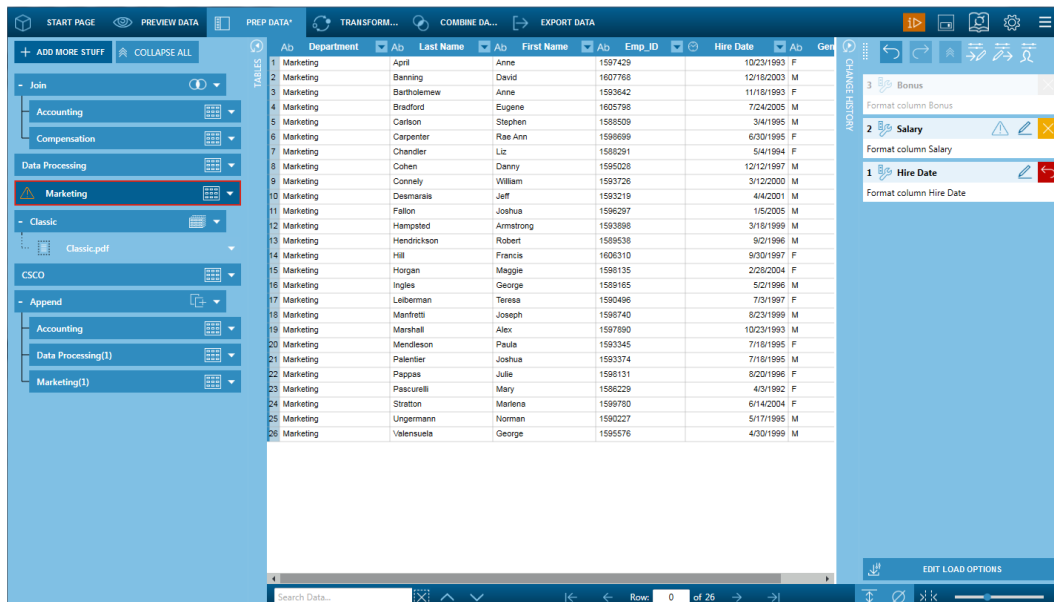 START PAGE PREVIEW DATA PREP DATA* TRANSFORM... COMBINE DA... EXPORT DATA
+ ADD MORE STUFF COLLAPSE ALL
TABLES
- Join
Accounting
Compensation
Data Processing
Marketing
- Classic
Classic.pdf
CSCO
- Append
Accounting
Data Processing(1)
Marketing(1)
Ab Department Ab Last Name Ab First Name Ab Emp_ID Hire Date Ab Gen
1 Marketing April Anne 1597429 10/23/1993 F
2 Marketing Banning David 1607768 12/18/2003 M
3 Marketing Bartholemew Anne 1593642 11/18/1993 F
4 Marketing Bradford Eugene 1605798 7/24/2005 M
5 Marketing Carlson Stephen 1588509 3/4/1995 M
6 Marketing Carpenter Rae Ann 1598699 6/30/1995 F
7 Marketing Chandler Liz 1588291 5/4/1994 F
8 Marketing Cohen Danny 1595028 12/12/1997 M
9 Marketing Connely William 1593726 3/12/2000 M
10 Marketing Desmarais Jeff 1593219 4/4/2001 M
11 Marketing Fallon Joshua 1596297 1/5/2005 M
12 Marketing Hampsted Armstrong 1593898 3/18/1999 M
13 Marketing Hendrickson Robert 1589538 9/2/1996 M
14 Marketing Hill Francis 1606310 9/30/1997 F
15 Marketing Horgan Maggie 1598135 2/28/2004 F
16 Marketing Ingles George 1589165 5/2/1996 M
17 Marketing Leiberman Teresa 1590496 7/3/1997 F
18 Marketing Manfretti Joseph 1598740 8/23/1999 M
19 Marketing Marshall Alex 1597890 10/23/1993 M
20 Marketing Mendleson Paula 1593345 7/18/1995 F
21 Marketing Palentier Joshua 1593374 7/18/1995 M
22 Marketing Pappas Julie 1598131 8/20/1996 F
23 Marketing Pascurelli Mary 1586229 4/3/1992 F
24 Marketing Stratton Marlena 1599780 6/14/2004 F
25 Marketing Ungermann Norman 1590227 5/17/1995 M
26 Marketing Valensuela George 1595576 4/30/1999 M
Search Data... Row: 0 of 26
CHANGE HISTORY
3 Bonus
Format column Bonus
2 Salary
Format column Salary
1 Hire Date
Format column Hire Date
EDIT LOAD OPTIONS